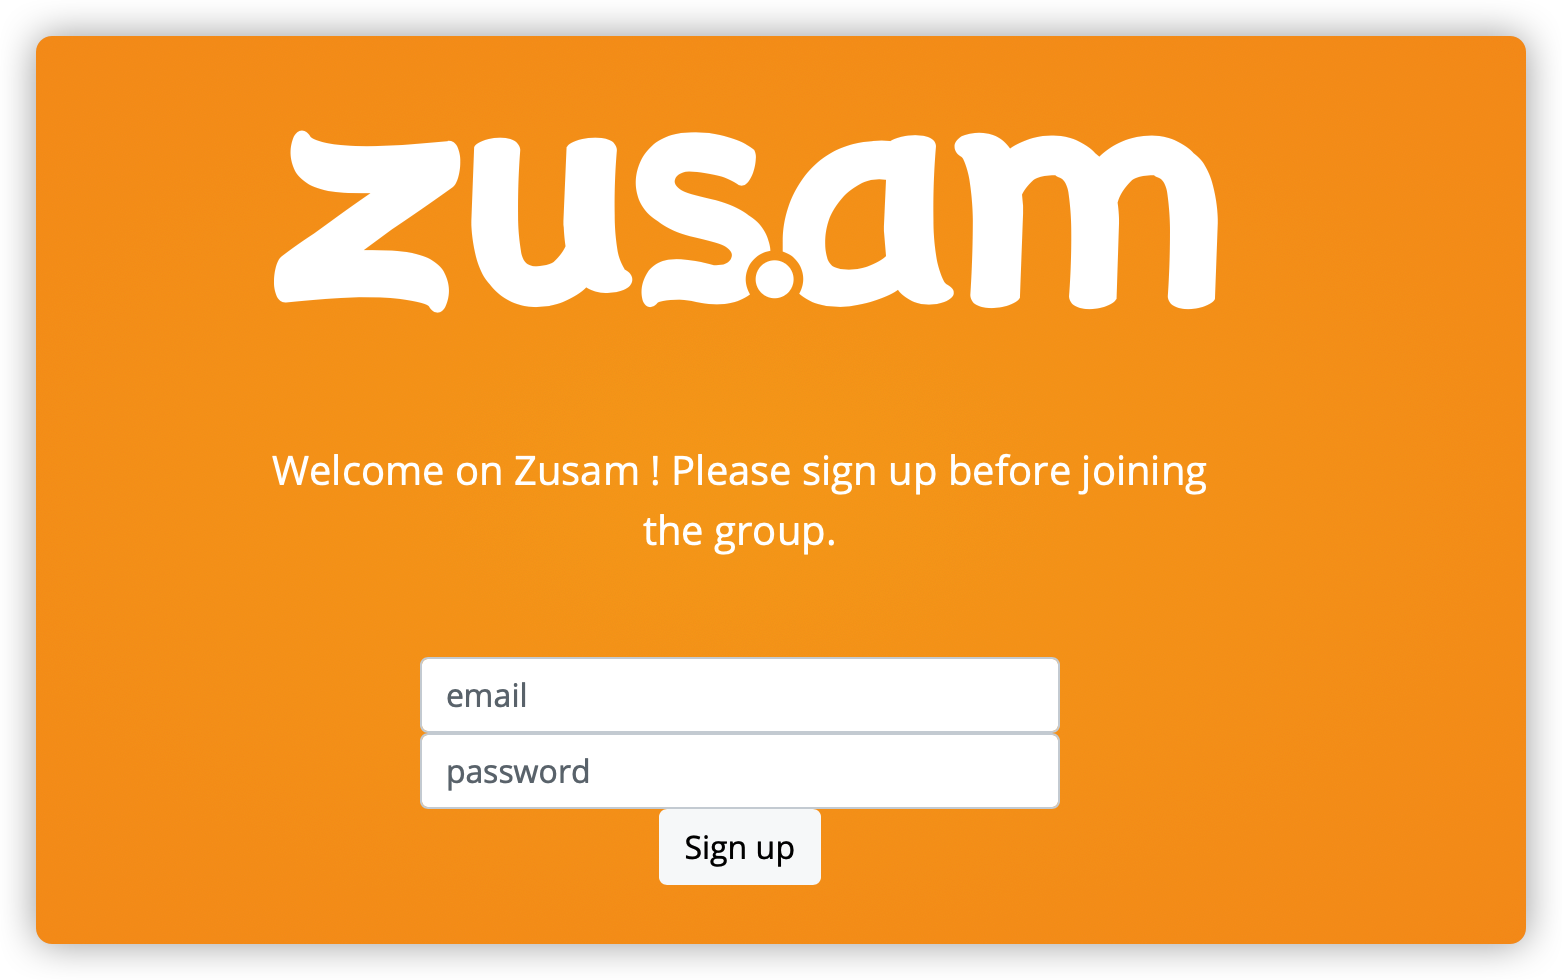 zusam
Welcome on Zusam ! Please sign up before joining
the group.
email
password
Sign up